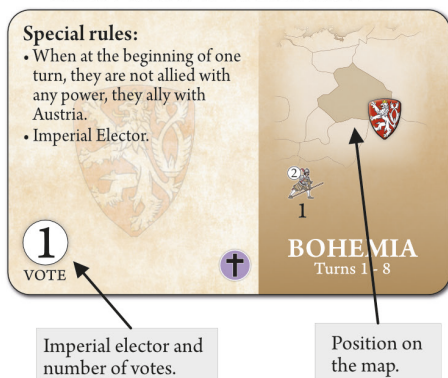 Special rules:
• When at the beginning of one
turn, they are not allied with
any power, they ally with
Austria.
• Imperial Elector.
1
VOTE
2
1
BOHEMIA
Turns 1 - 8
Imperial elector and
number of votes.
Position on
the map.